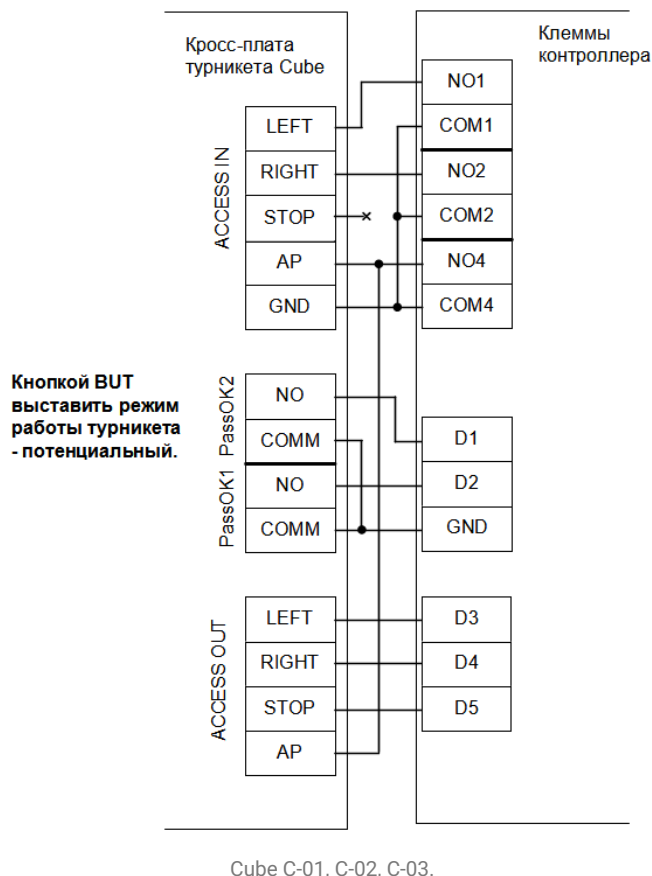 Кросс-плата
турникета Cube
Клеммы
контроллера
ACCESS IN
LEFT
RIGHT
STOP
AP
GND
NO1
COM1
NO2
COM2
NO4
COM4
Кнопкой BUT
выставить режим
работы турникета
- потенциальный.
PassOK2
NO
COMM
PassOK1
NO
COMM
D1
D2
GND
ACCESS OUT
LEFT
RIGHT
STOP
AP
D3
D4
D5
Cube C-01, C-02, C-03.